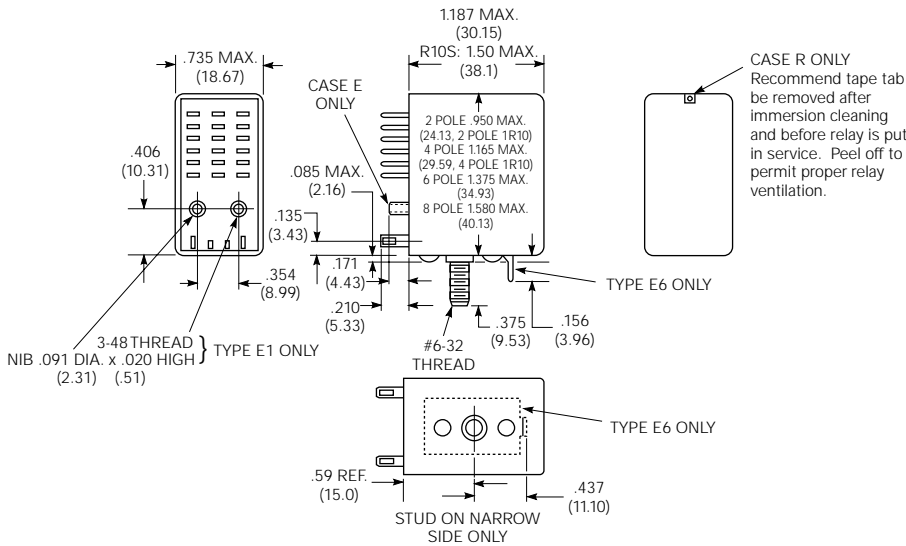 1.187 MAX.
(30.15)
R10S: 1.50 MAX.
(38.1)
.735 MAX.
(18.67)
CASE E
ONLY
2 POLE .950 MAX.
(24.13, 2 POLE 1R10)
4 POLE 1.165 MAX.
(29.59, 4 POLE 1R10)
6 POLE 1.375 MAX.
(34.93)
8 POLE 1.580 MAX.
(40.13)
CASE R ONLY
Recommend tape tab
be removed after
immersion cleaning
and before relay is put
in service. Peel off to
permit proper relay
ventilation.
.406
(10.31)
.085 MAX.
(2.16)
.135
(3.43)
.171
(4.43)
.210
(5.33)
.354
(8.99)
3-48 THREAD
NIB .091 DIA. x .020 HIGH
(2.31) (.51)
} TYPE E1 ONLY
#6-32
THREAD
.375
(9.53)
.156
(3.96)
TYPE E6 ONLY
TYPE E6 ONLY
.59 REF.
(15.0)
.437
(11.10)
STUD ON NARROW
SIDE ONLY